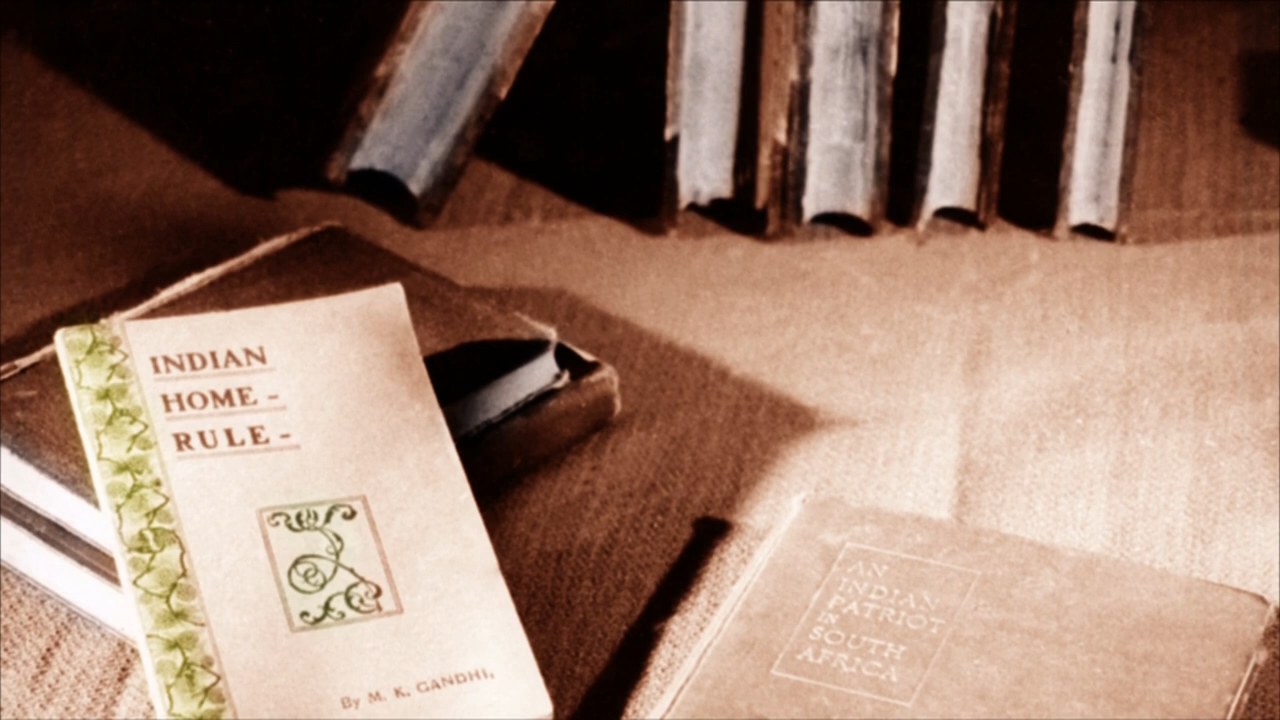 INDIAN
HOME -
RULE -
By M. K. GANDHI.
AN
INDIAN
PATRIOT
IN
SOUTH
AFRICA